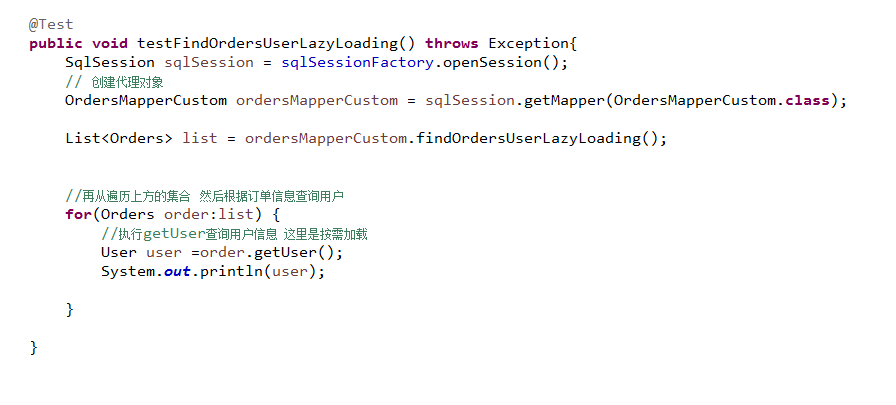 @Test
public void testFindOrdersUserLazyLoading() throws Exception{
SqlSession sqlSession = sqlSessionFactory.openSession();
// 创建代理对象
OrdersMapperCustom ordersMapperCustom = sqlSession.getMapper(OrdersMapperCustom.class);
List<Orders> list = ordersMapperCustom.findOrdersUserLazyLoading();
//再从遍历上方的集合 然后根据订单信息查询用户
for(Orders order:list) {
//执行getUser查询用户信息 这里是按需加载
User user =order.getUser();
System.out.println(user);
}
}